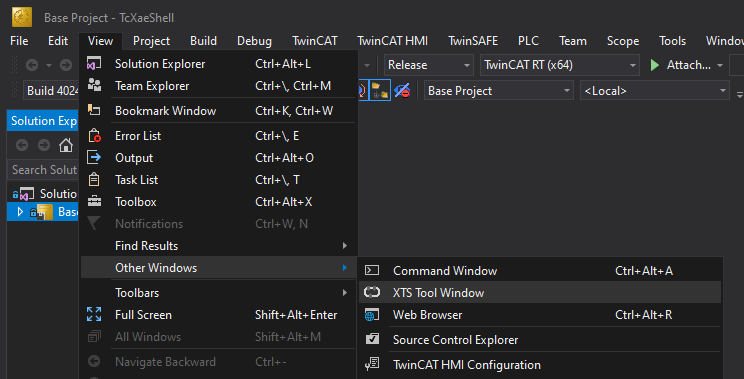 Base Project - TcXaeShell
File Edit View Project Build Debug TwinCAT TwinCAT HMI TwinSAFE PLC Team Scope Tools Window
Release TwinCAT RT (x64) Attach...
Build 4024 Base Project <Local>
Solution Exp
Search Solut
Solutio
Base
Solution Explorer Ctrl+Alt+L
Team Explorer Ctrl+\, Ctrl+M
Bookmark Window Ctrl+K, Ctrl+W
Error List Ctrl+\, E
Output Ctrl+Alt+O
Task List Ctrl+\, T
Toolbox Ctrl+Alt+X
Notifications Ctrl+W, N
Find Results
Other Windows
Toolbars
Full Screen Shift+Alt+Enter
All Windows Shift+Alt+M
Navigate Backward Ctrl+-
Command Window Ctrl+Alt+A
XTS Tool Window
Web Browser Ctrl+Alt+R
Source Control Explorer
TwinCAT HMI Configuration